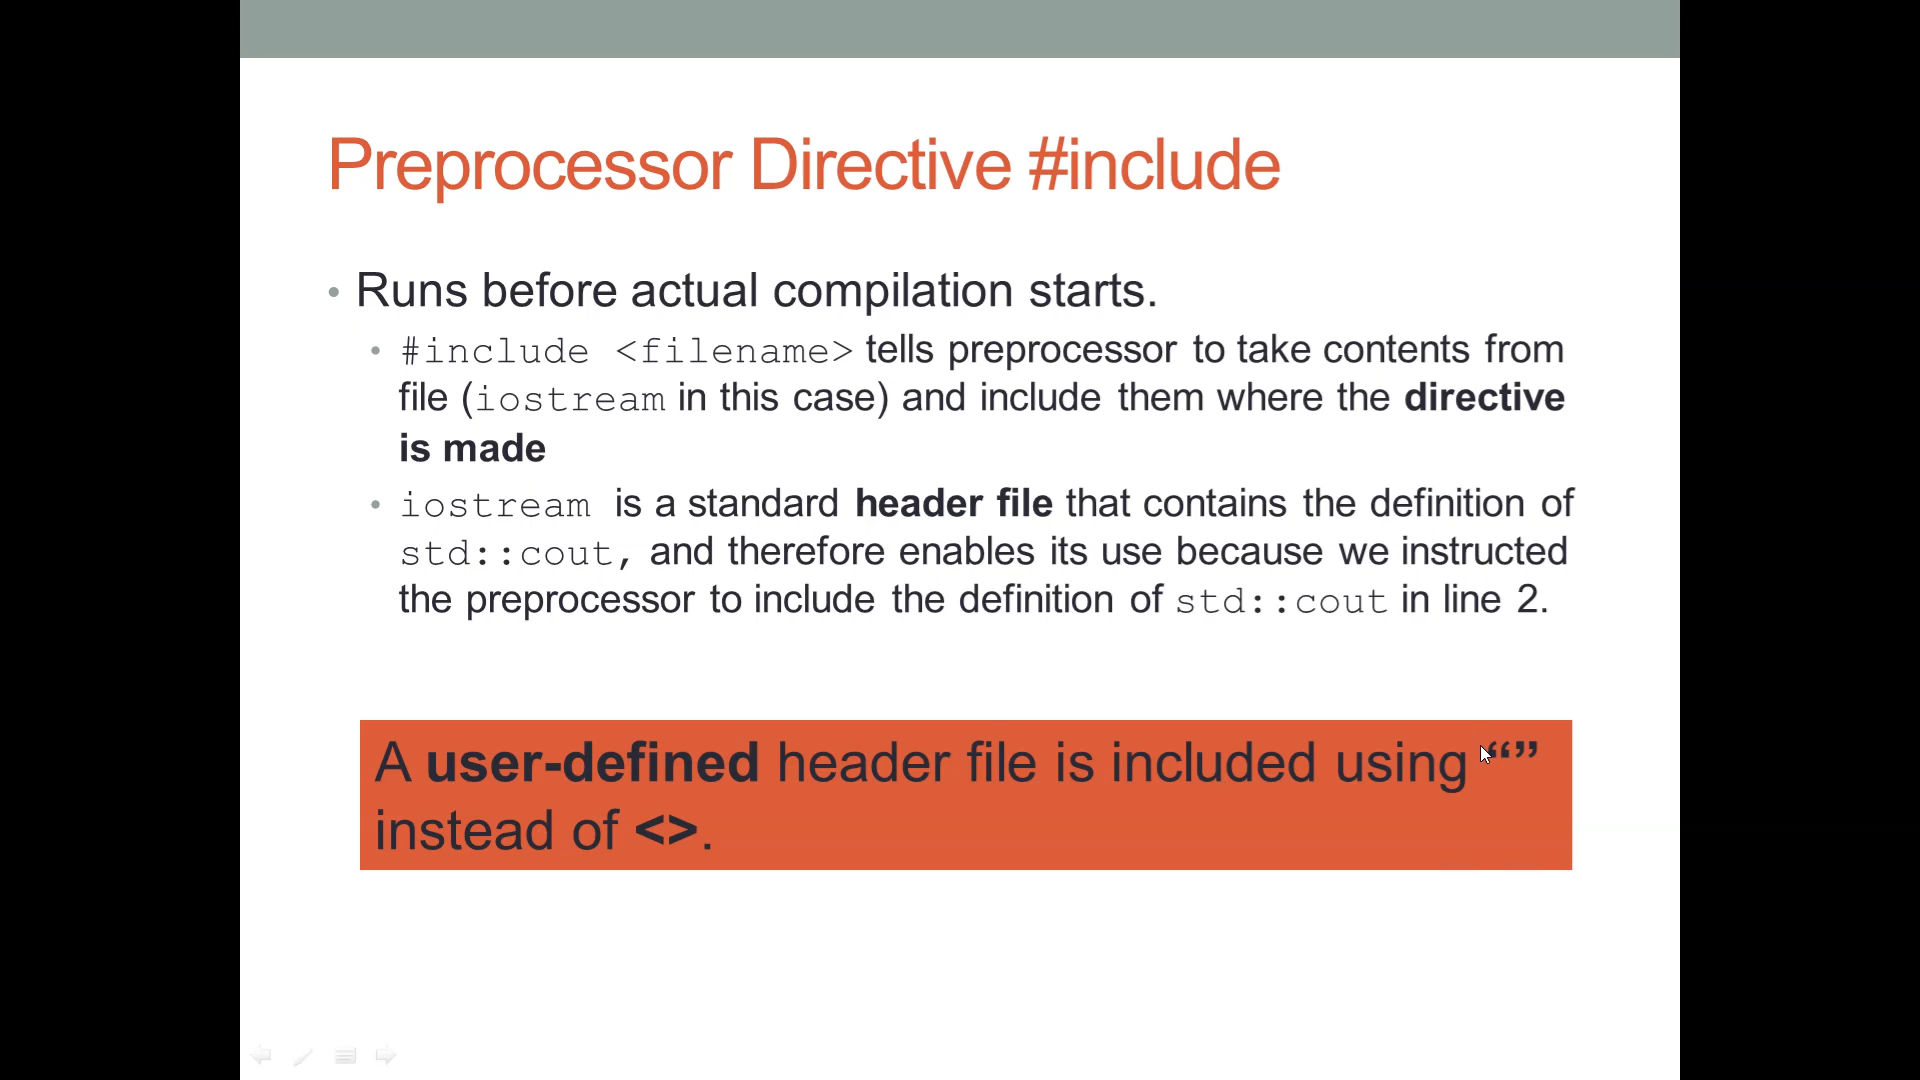 Preprocessor Directive #include
• Runs before actual compilation starts.
• #include <filename> tells preprocessor to take contents from
file (iostream in this case) and include them where the directive
is made
• iostream is a standard header file that contains the definition of
std::cout, and therefore enables its use because we instructed
the preprocessor to include the definition of std::cout in line 2.
A user-defined header file is included using “”
instead of <>.